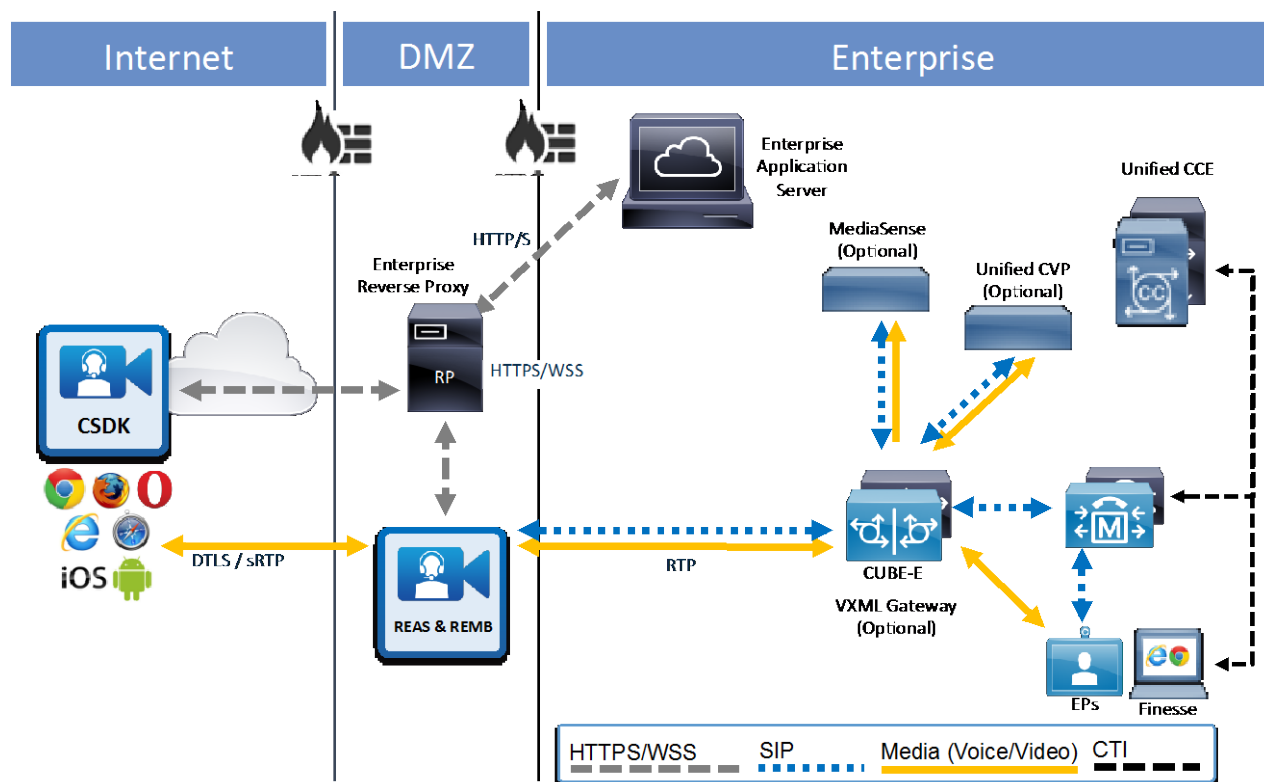 Internet
DMZ
Enterprise
Enterprise
Application
Server
Unified CCE
MediaSense
(Optional)
HTTP/S
Unified CVP
(Optional)
Enterprise
Reverse Proxy
RP
HTTPS/WSS
CSDK
CC
iOS
DTLS / sRTP
REAS & REMB
RTP
CUBE-E
M
VXML Gateway
(Optional)
C
EPs
Finesse
HTTPS/WSS
SIP
Media (Voice/Video)
CTI